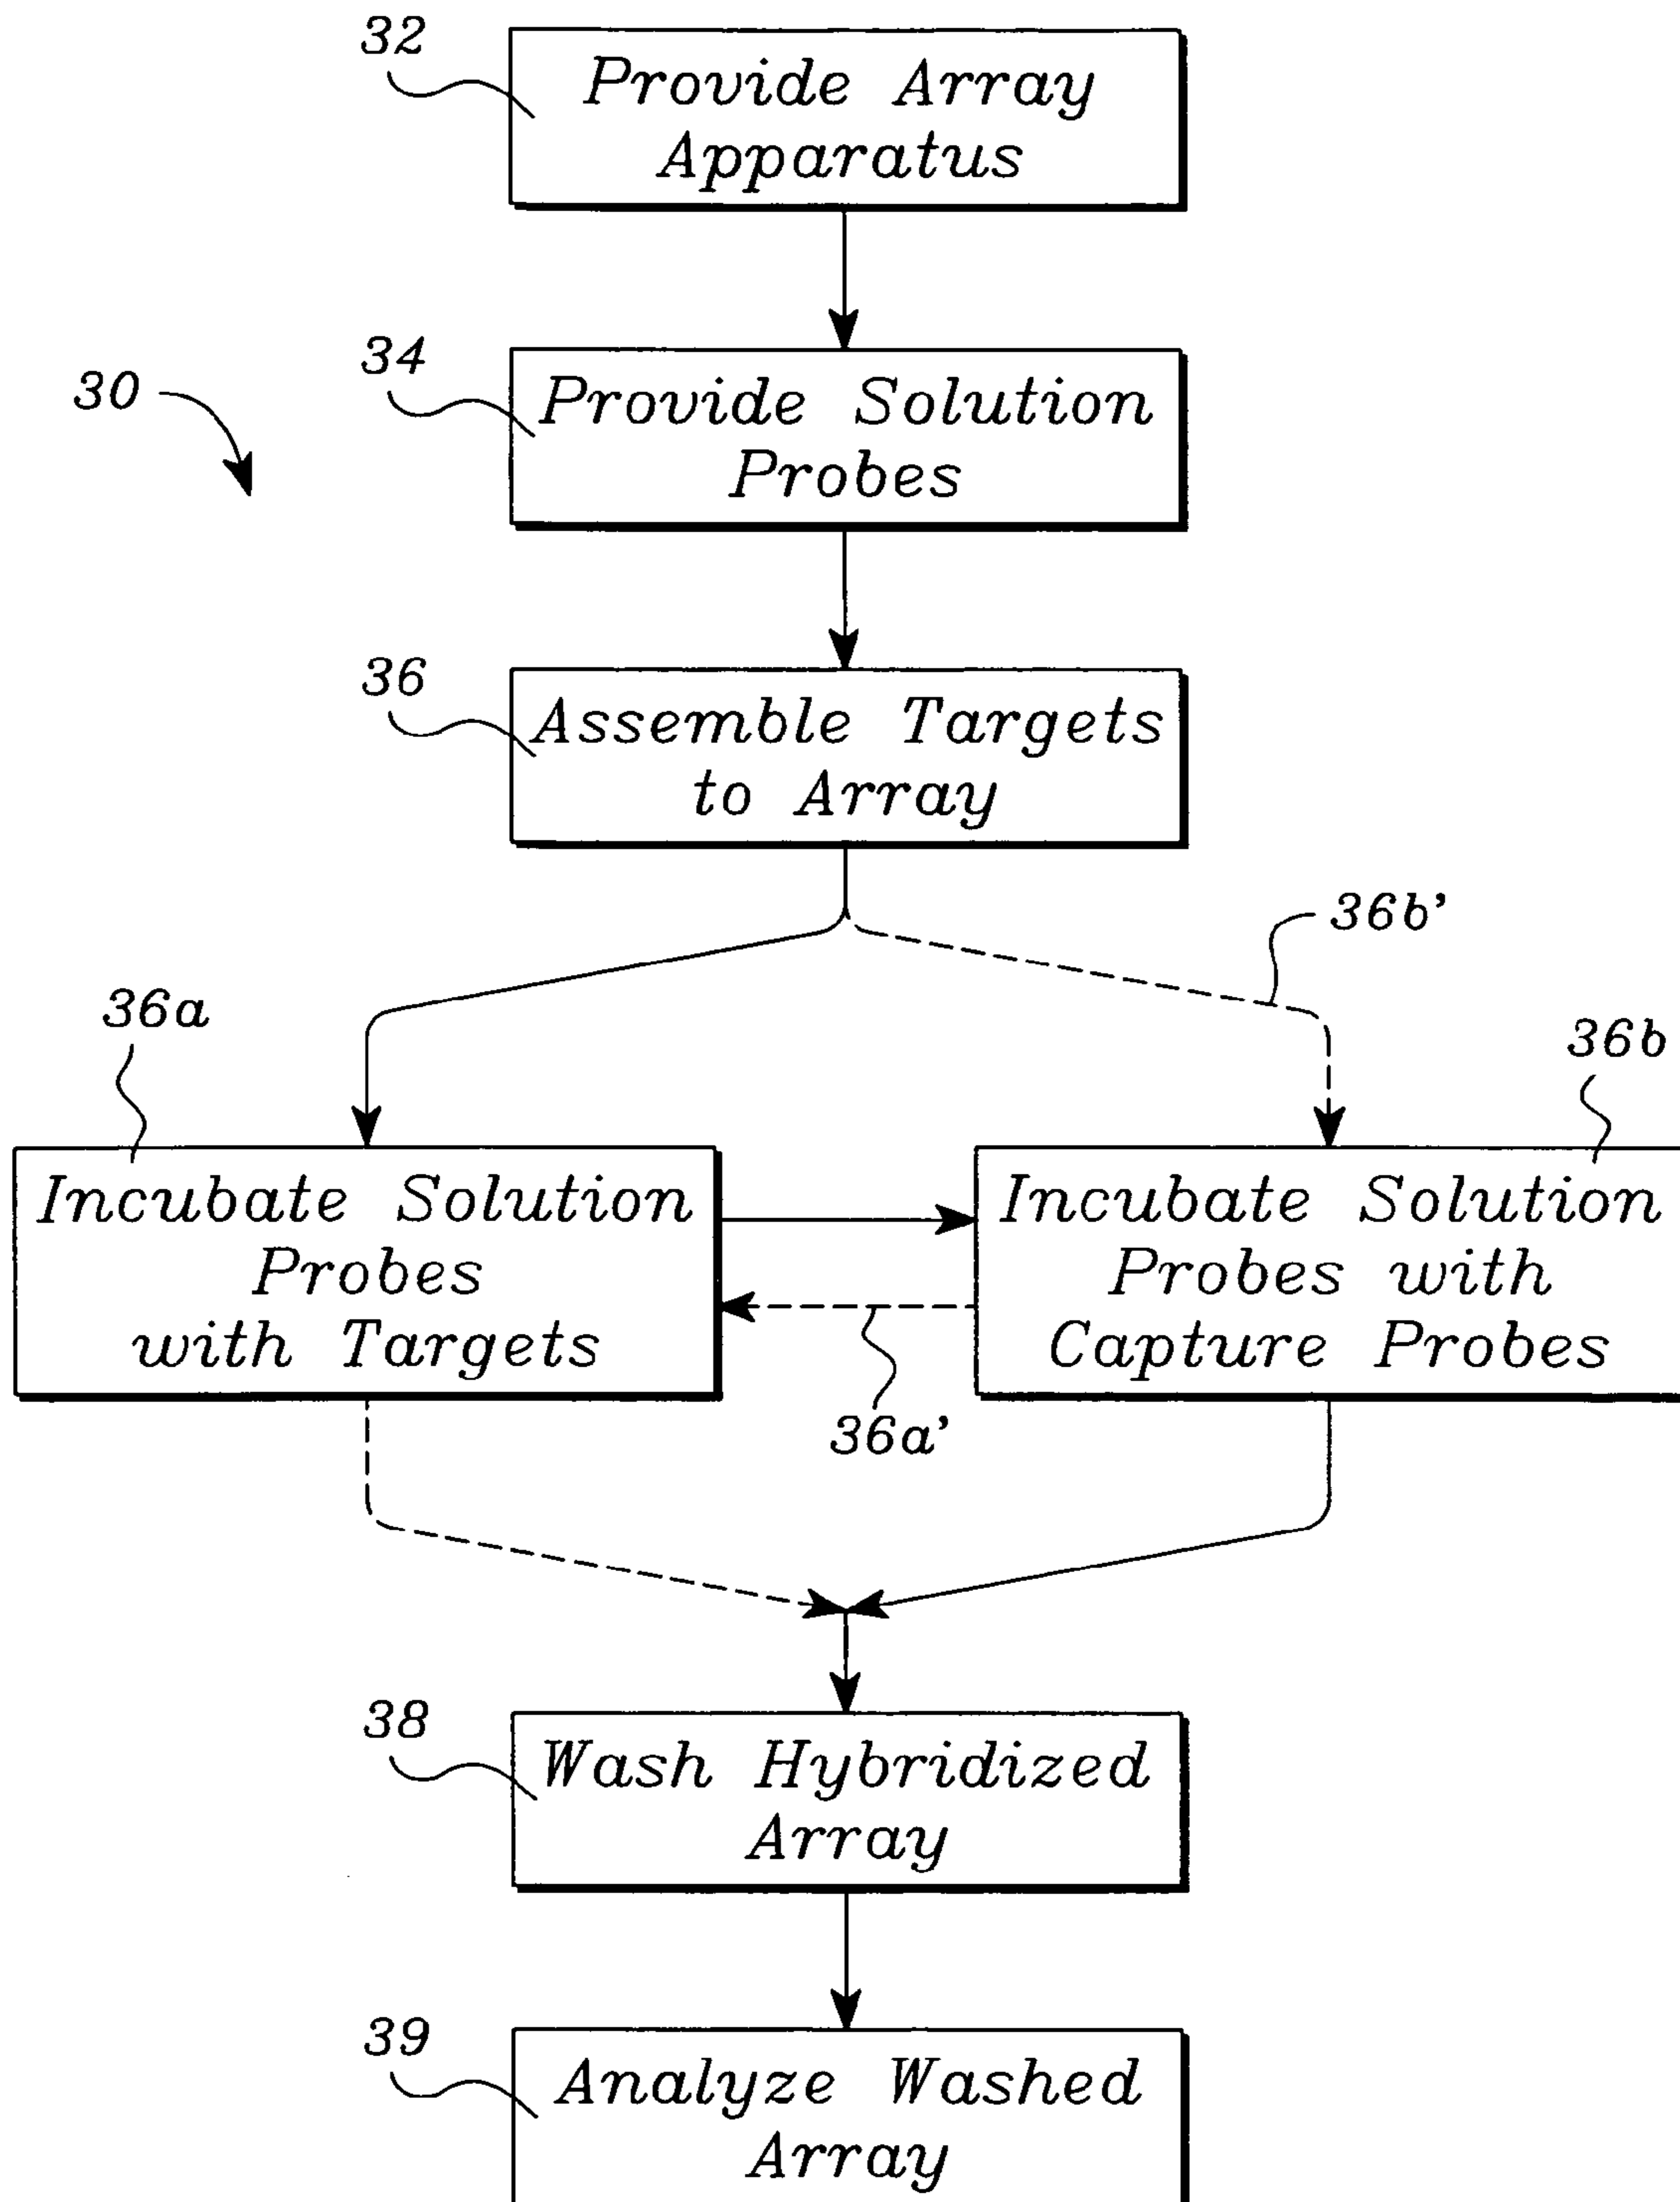 32
Provide Array
Apparatus
30
34
Provide Solution
Probes
36
Assemble Targets
to Array
36b’
36a
36b
Incubate Solution
Probes
with Targets
Incubate Solution
Probes with
Capture Probes
36a’
38
Wash Hybridized
Array
39
Analyze Washed
Array